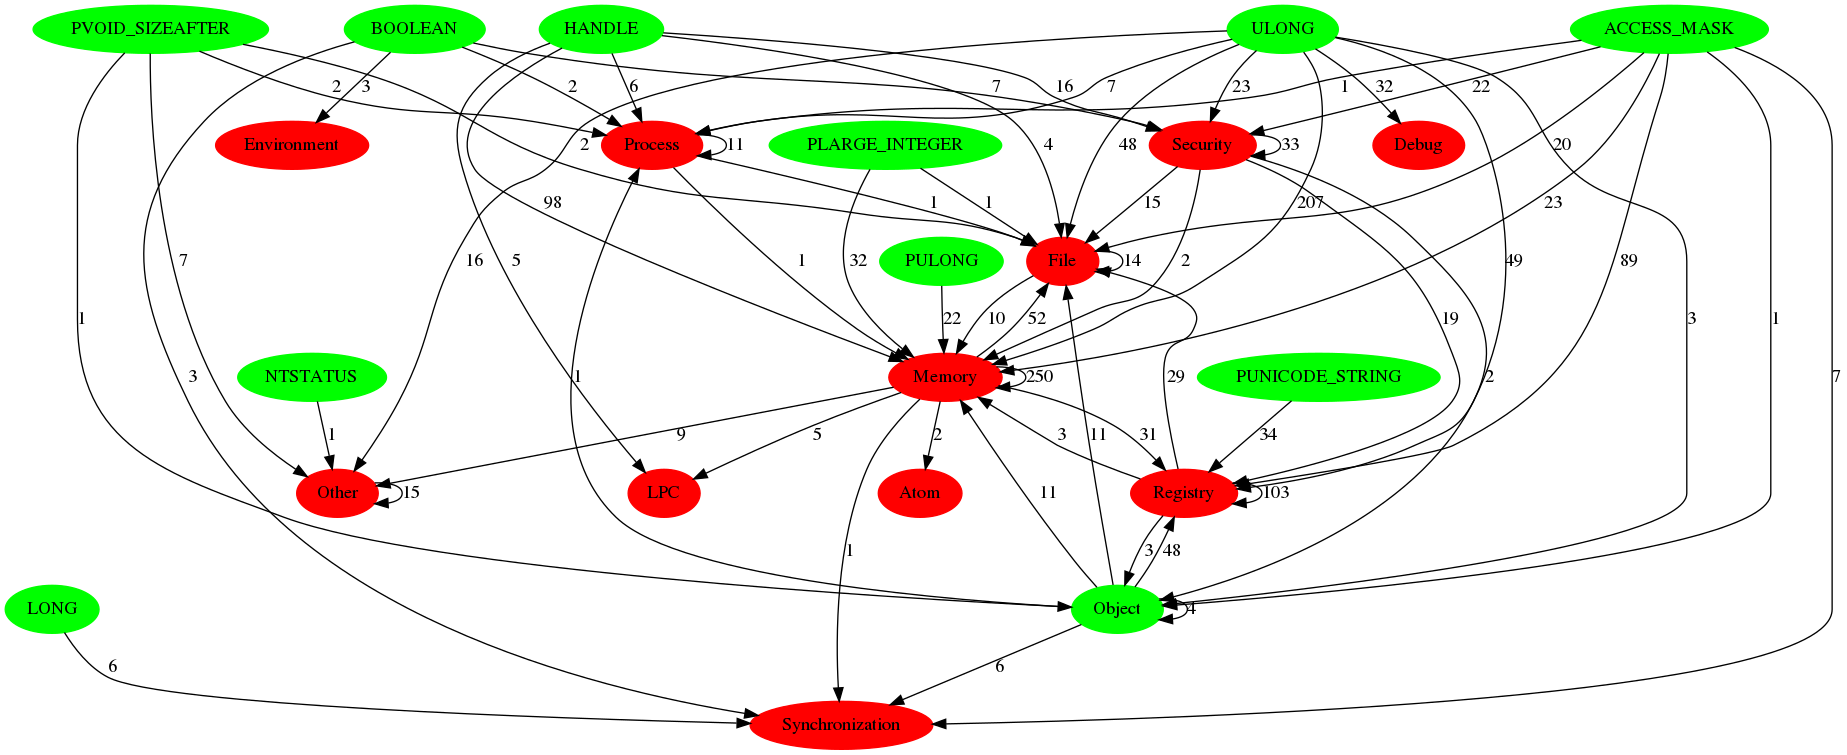 PVOID_SIZEAFTER BOOLEAN HANDLE ULONG ACCESS_MASK
2 3 2 6 7 16 7 23 32 1 22
Environment Process 11 PLARGE_INTEGER Security 33 Debug
2 4 48 20
1 1 15
98 207 23
7 16 5 1 32 PULONG File 14 2 49 89
1 22 10 52 19 3 1
3 NTSTATUS 1 Memory 250 29 PUNICODE_STRING 2 7
1 9 5 2 3 11 31 34
Other 15 LPC Atom 11 Registry 103
1 3 48
LONG Object 4
6 6
Synchronization